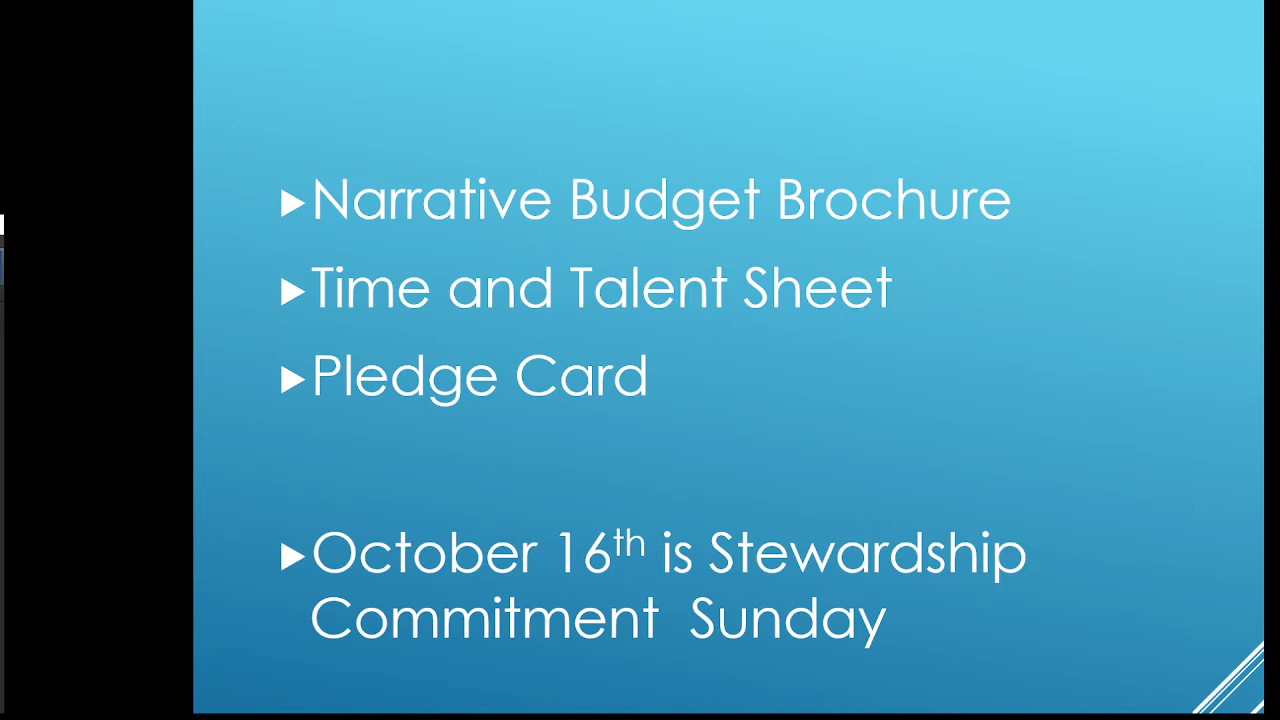 Narrative Budget Brochure
Time and Talent Sheet
Pledge Card
October 16th is Stewardship
Commitment Sunday